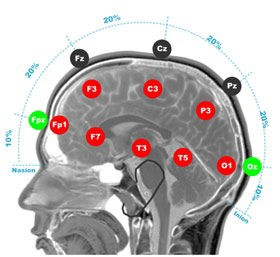 20%
20%
Cz
Fz
20%
20%
Pz
F3
C3
P3
Fpz
Fp1
F7
T3
T5
O1
Oz
10%
10%
Nasion
Inion